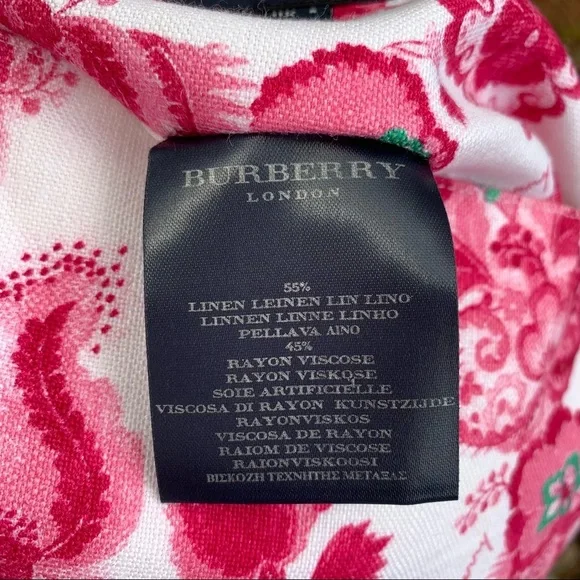 BURBERRY
LONDON
55%
LINEN LEINEN LIN LINO
LINNEN LINNE LINHO
PELLAVA ΛΙΝΟ
45%
RAYON VISCOSE
RAYON VISKOSE
SOIE ARTIFICIELLE
VISCOSA DI RAYON KUNSTZIJDE
RAYONVISKOS
VISCOSA DE RAYON
RAIOM DE VISCOSE
RAIONVISKOOSI
ΒΙΣΚΟΖΗ ΤΕΧΝΗΤΗΣ ΜΕΤΑΞΑΣ